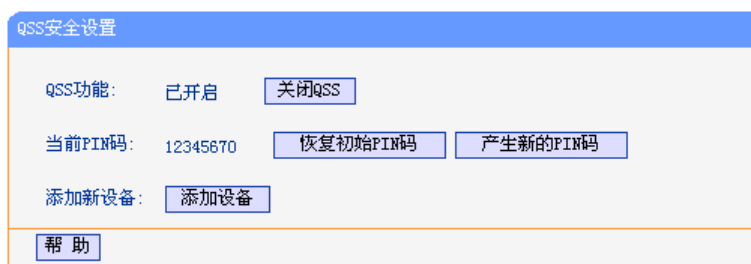 QSS安全设置
QSS功能: 已开启 关闭QSS
当前PIN码: 12345670 恢复初始PIN码 产生新的PIN码
添加新设备: 添加设备
帮 助